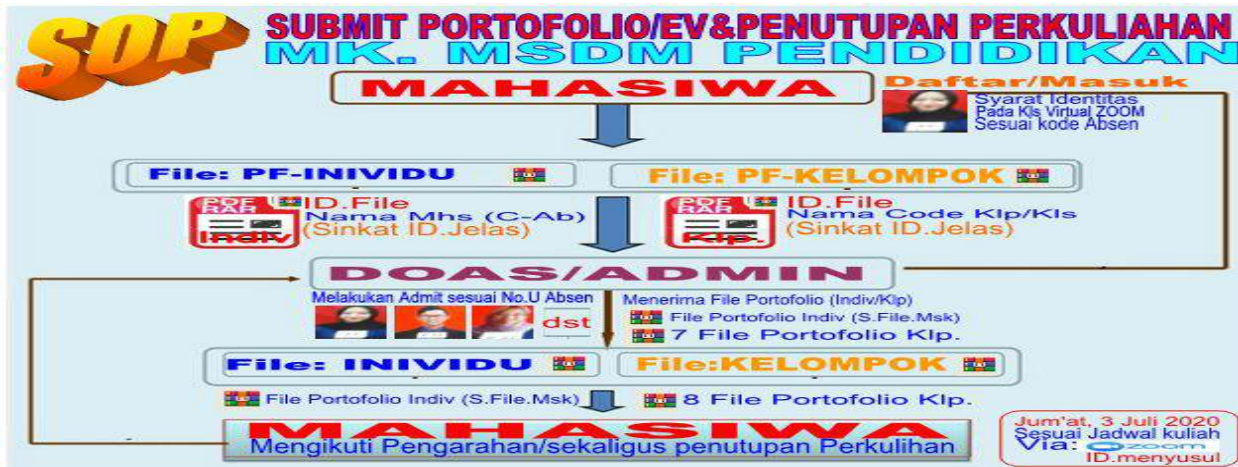 SOP
SUBMIT PORTOFOLIO/EV&PENUTUPAN PERKULIAHAN
MK. MSDM PENDIDIKAN
MAHASIWA
Daftar/Masuk
Syarat Identitas
Pada Kls Virtual ZOOM
Sesuai kode Absen
File: PF-INIVIDU
File: PF-KELOMPOK
PDF
RAR
Indiv
ID.File
Nama Mhs (C-Ab)
(Sinkat ID.Jelas)
PDF
RAR
Klp.
ID.File
Nama Code Klp/Kls
(Sinkat ID.Jelas)
DOAS/ADMIN
Melakukan Admit sesuai No.U Absen
dst
Menerima File Portofolio (Indiv/Klp)
File Portofolio Indiv (S.File.Msk)
7 File Portofolio Klp.
File: INIVIDU
File:KELOMPOK
File Portofolio Indiv (S.File.Msk)
8 File Portofolio Klp.
MAHASIWA
Mengikuti Pengarahan/sekaligus penutupan Perkulihan
Jum'at, 3 Juli 2020
Sesuai Jadwal kuliah
Via: zoom
ID.menyusul